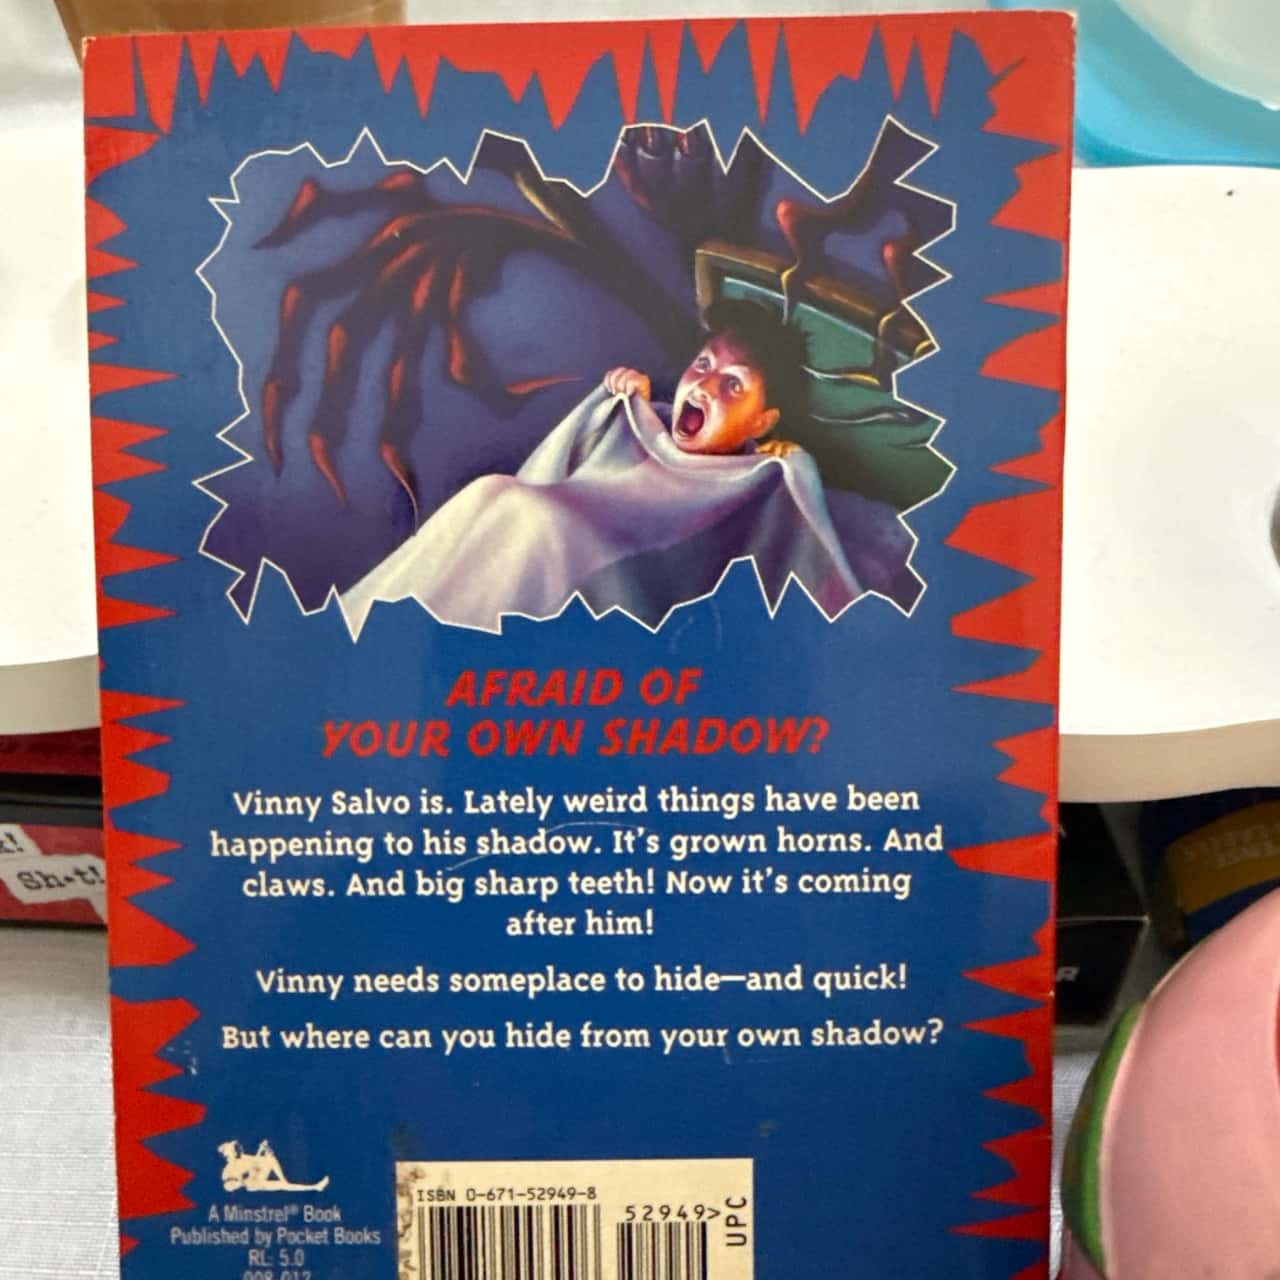 AFRAID OF
YOUR OWN SHADOW?
Vinny Salvo is. Lately weird things have been
happening to his shadow. It's grown horns. And
claws. And big sharp teeth! Now it's coming
after him!
Vinny needs someplace to hide—and quick!
But where can you hide from your own shadow?
A Minstrel® Book
Published by Pocket Books
RL: 5.0
008-012
ISBN 0-671-52949-8
52949>
UPC
Sh*t!